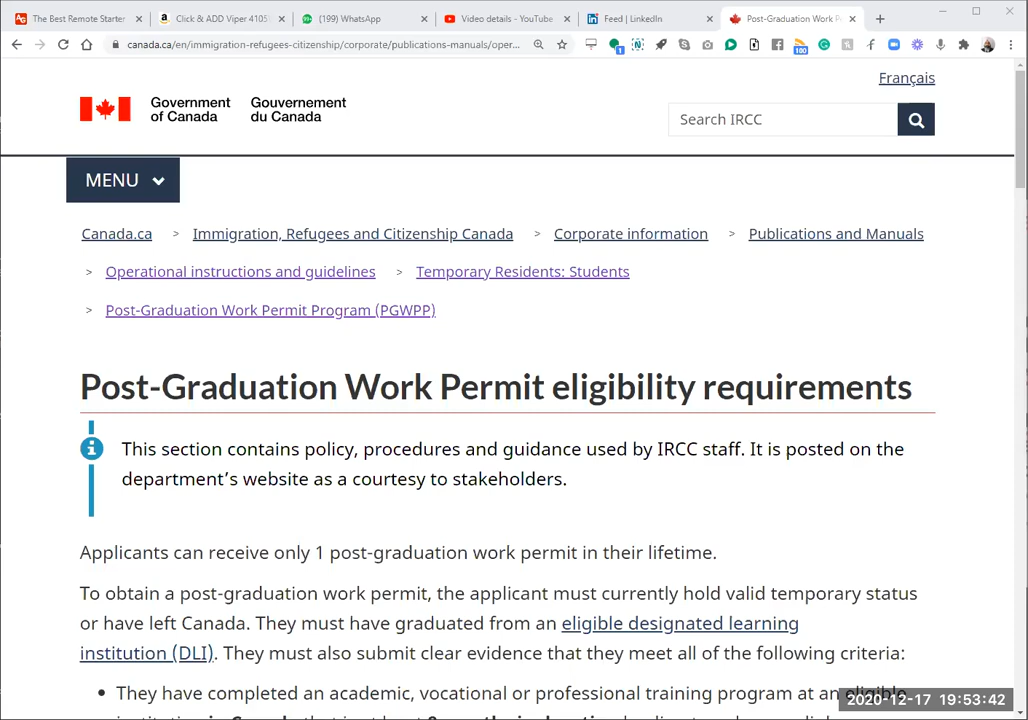 The Best Remote Starter
Click & ADD Viper 4105
(199) WhatsApp
Video details - YouTube
Feed | LinkedIn
Post-Graduation Work P
canada.ca/en/immigration-refugees-citizenship/corporate/publications-manuals/oper...
Français
Government of Canada
Gouvernement du Canada
Search IRCC
MENU
Canada.ca > Immigration, Refugees and Citizenship Canada > Corporate information > Publications and Manuals
> Operational instructions and guidelines > Temporary Residents: Students
> Post-Graduation Work Permit Program (PGWPP)
Post-Graduation Work Permit eligibility requirements
This section contains policy, procedures and guidance used by IRCC staff. It is posted on the
department's website as a courtesy to stakeholders.
Applicants can receive only 1 post-graduation work permit in their lifetime.
To obtain a post-graduation work permit, the applicant must currently hold valid temporary status
or have left Canada. They must have graduated from an eligible designated learning
institution (DLI). They must also submit clear evidence that they meet all of the following criteria:
• They have completed an academic, vocational or professional training program at an eligible
2020-12-17 19:53:42